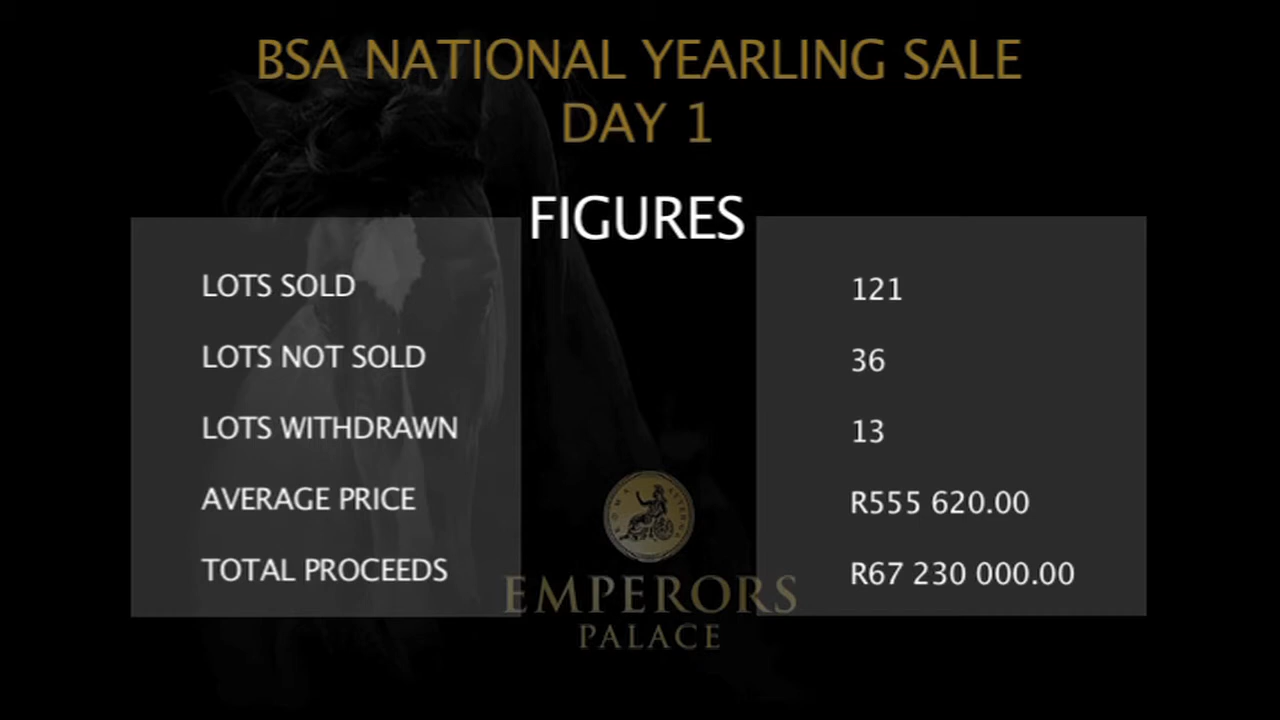 BSA NATIONAL YEARLING SALE
DAY 1
FIGURES
LOTS SOLD 121
LOTS NOT SOLD 36
LOTS WITHDRAWN 13
AVERAGE PRICE R555 620.00
TOTAL PROCEEDS R67 230 000.00
EMPERORS
PALACE